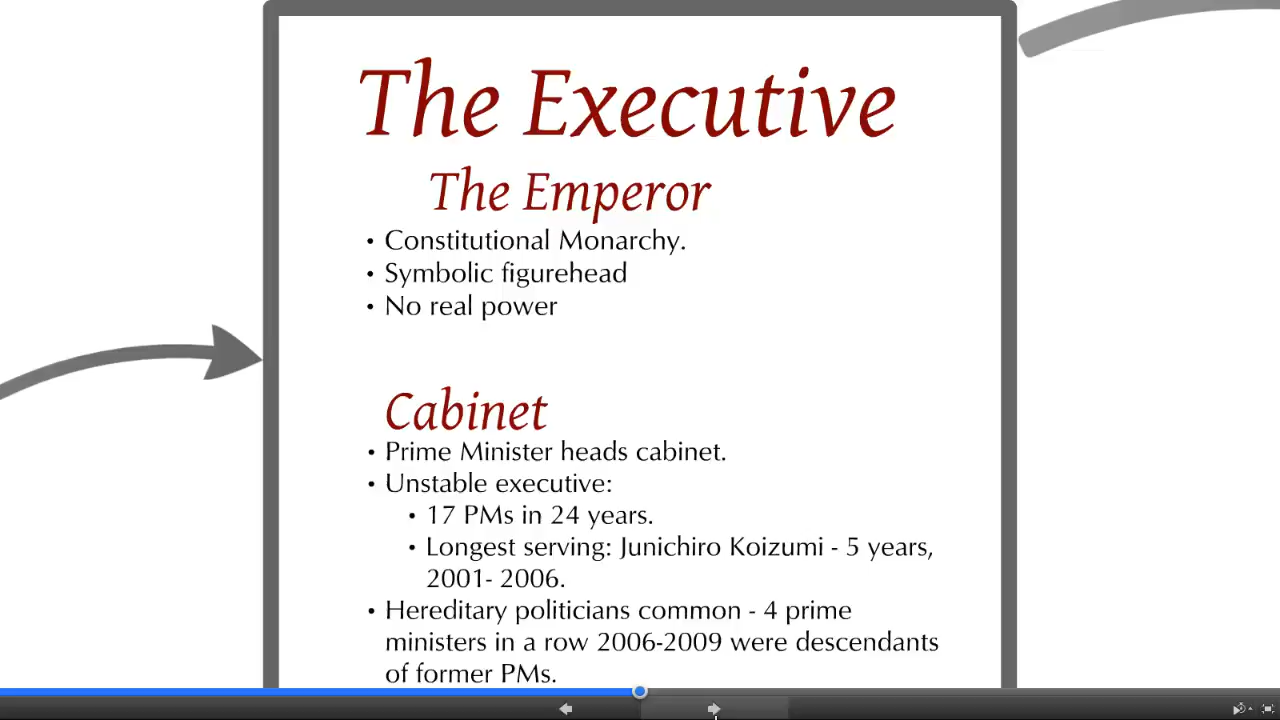 The Executive
The Emperor
• Constitutional Monarchy.
• Symbolic figurehead
• No real power
Cabinet
• Prime Minister heads cabinet.
• Unstable executive:
• 17 PMs in 24 years.
• Longest serving: Junichiro Koizumi - 5 years,
2001- 2006.
• Hereditary politicians common - 4 prime
ministers in a row 2006-2009 were descendants
of former PMs.